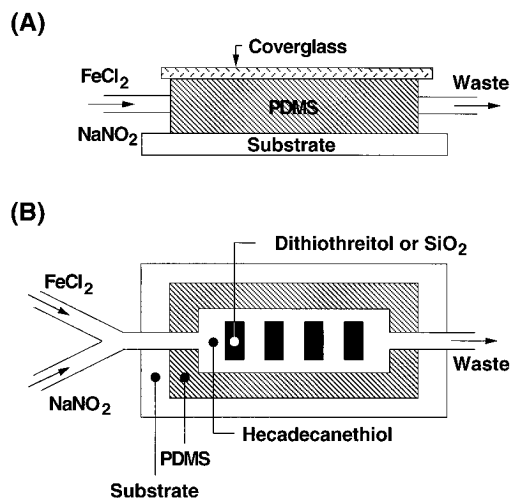 (A)
Coverglass
FeCl2
Waste
PDMS
NaNO2
Substrate
(B)
Dithiothreitol or SiO2
FeCl2
Waste
NaNO2
Hecadecanethiol
PDMS
Substrate